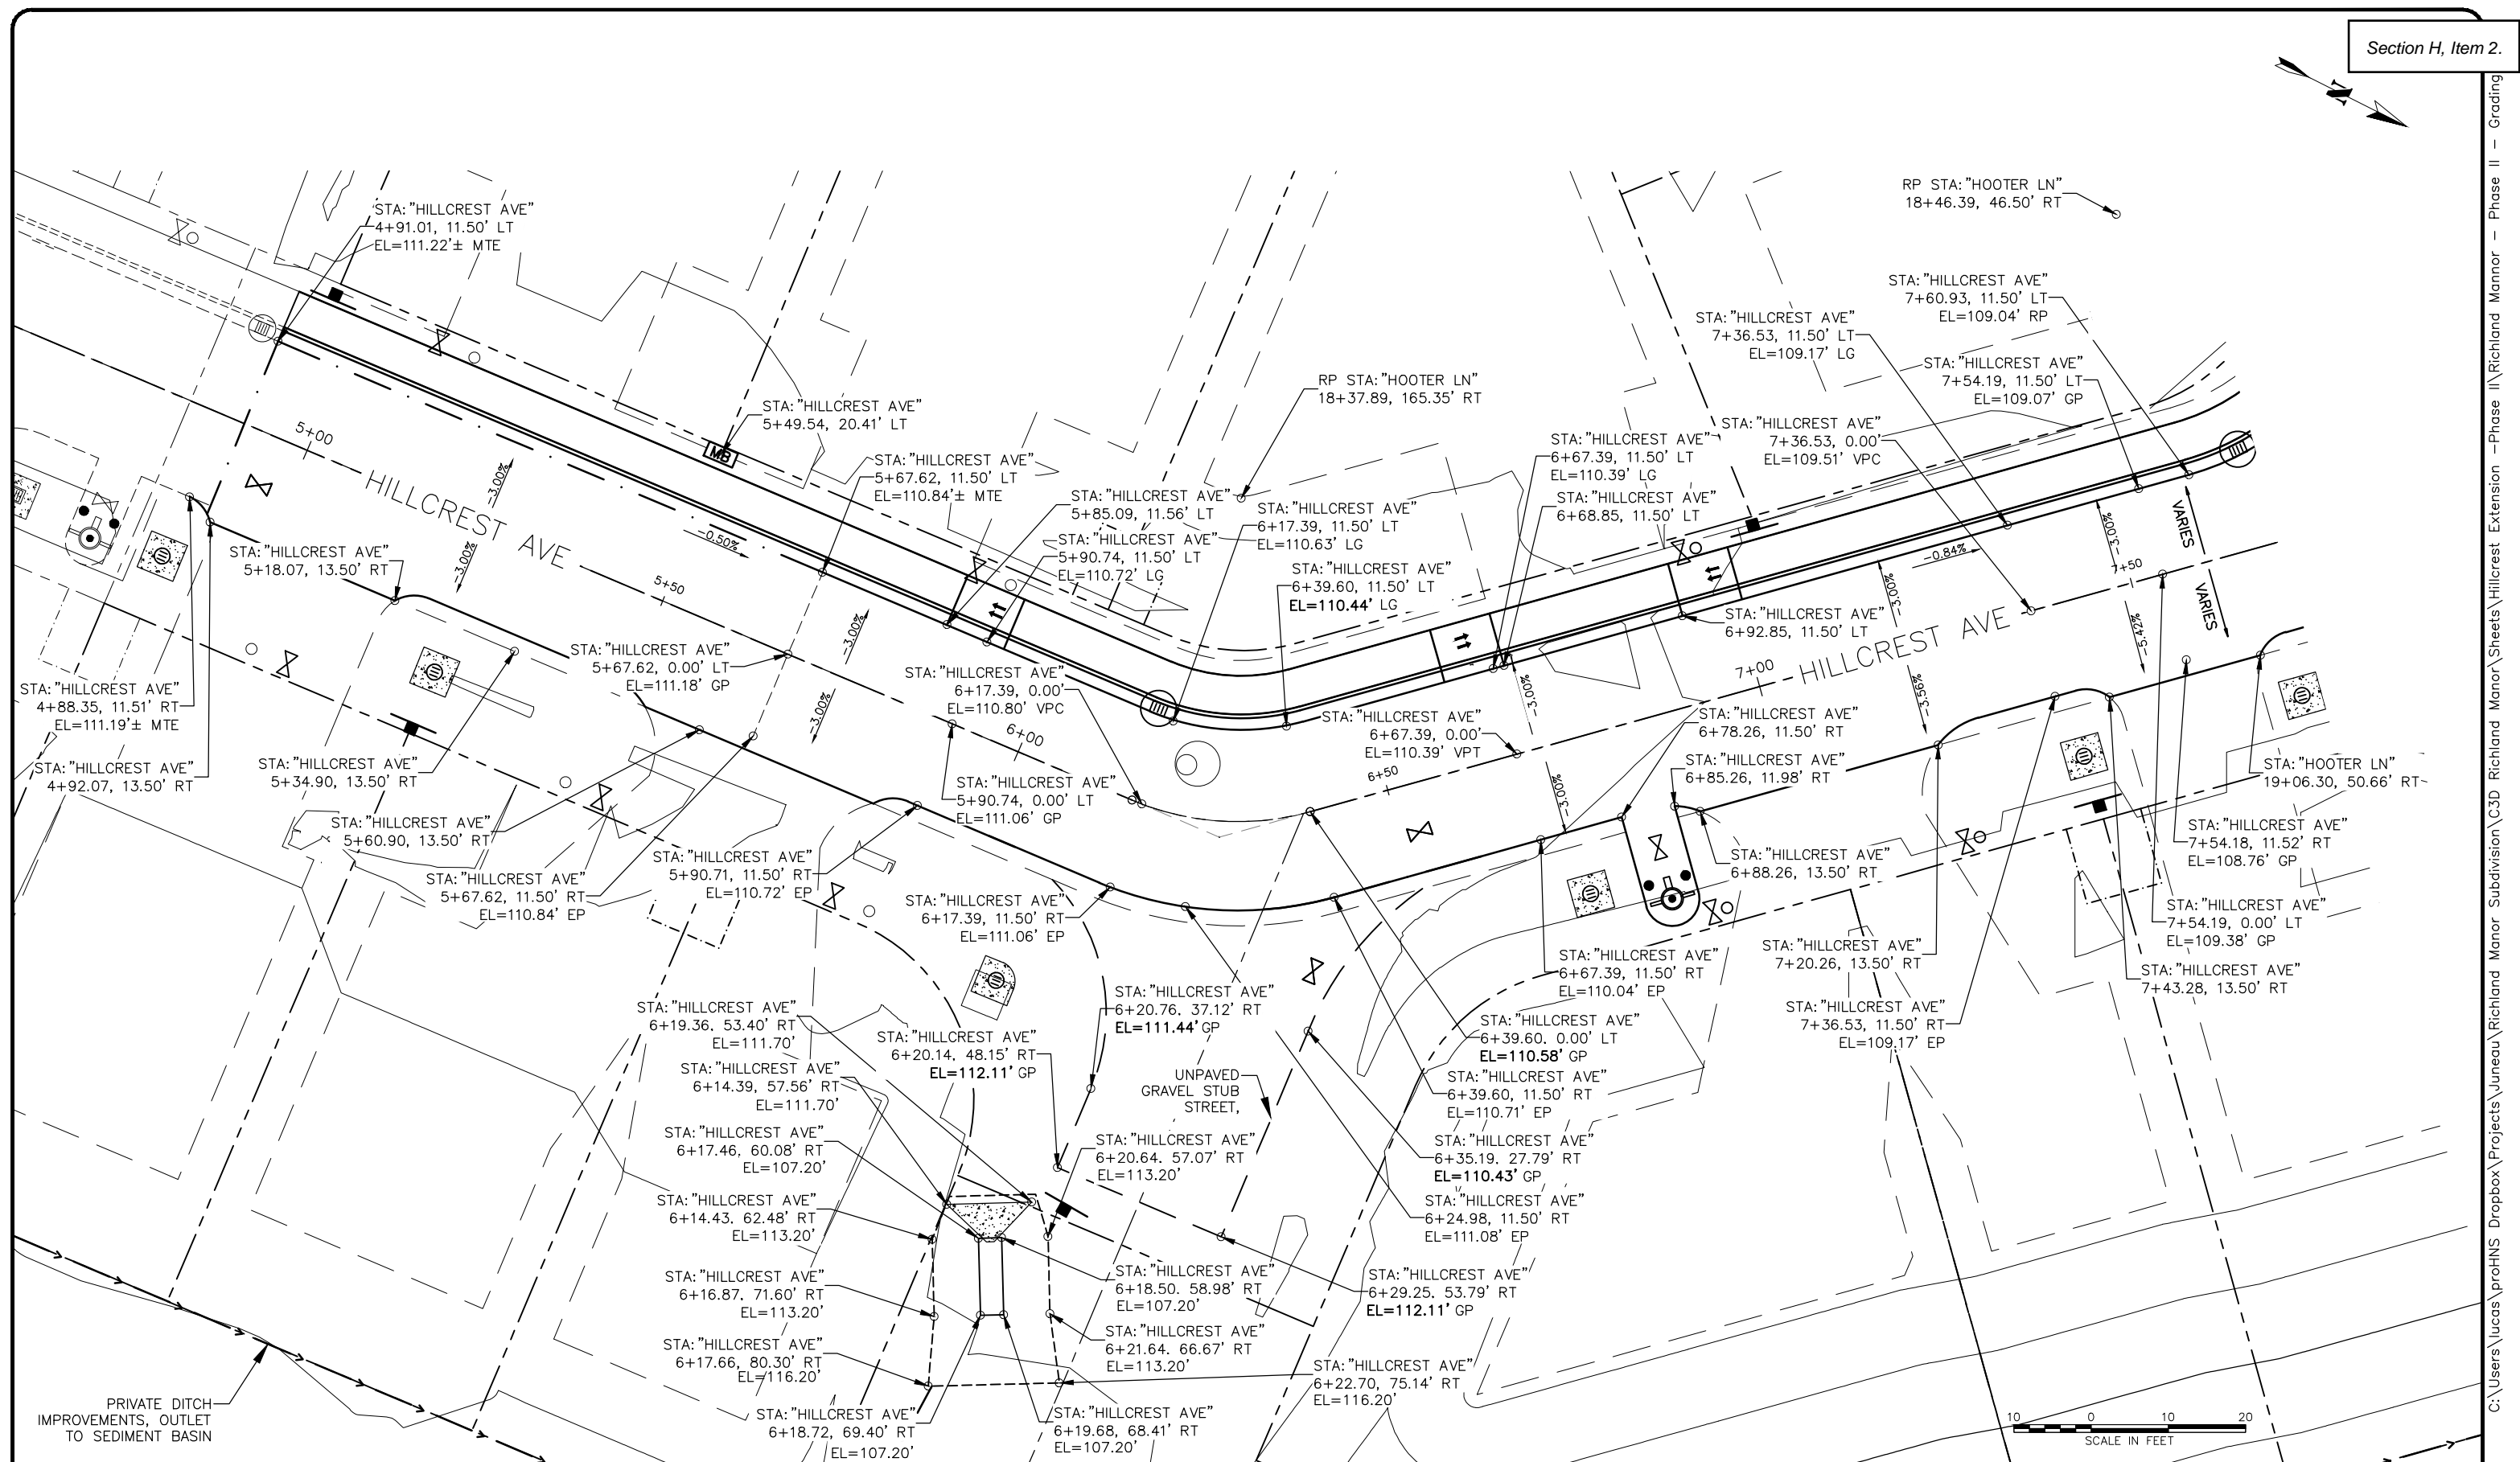 Section H, Item 2.
C:\Users\lucas\proHNS Dropbox\Projects\Juneau\Richland Manor Subdivision\C3D Richland Manor\Sheets\Hillcrest Extension -Phase II\Richland Mannor - Phase II - Grading
N
RP STA:"HOOTER LN"
18+46.39, 46.50' RT
STA:"HILLCREST AVE"
4+91.01, 11.50' LT
EL=111.22'± MTE
STA:"HILLCREST AVE"
7+60.93, 11.50' LT
EL=109.04' RP
STA:"HILLCREST AVE"
7+36.53, 11.50' LT
EL=109.17' LG
STA:"HILLCREST AVE"
7+54.19, 11.50' LT
EL=109.07' GP
RP STA:"HOOTER LN"
18+37.89, 165.35' RT
STA:"HILLCREST AVE"
5+49.54, 20.41' LT
MB
STA:"HILLCREST AVE"
7+36.53, 0.00'
EL=109.51' VPC
STA:"HILLCREST AVE"
6+67.39, 11.50' LT
EL=110.39' LG
STA:"HILLCREST AVE"
6+68.85, 11.50' LT
STA:"HILLCREST AVE"
5+67.62, 11.50' LT
EL=110.84'± MTE
STA:"HILLCREST AVE"
5+85.09, 11.56' LT
STA:"HILLCREST AVE"
5+90.74, 11.50' LT
EL=110.72' LG
STA:"HILLCREST AVE"
6+17.39, 11.50' LT
EL=110.63' LG
STA:"HILLCREST AVE"
6+39.60, 11.50' LT
EL=110.44' LG
5+00
HILLCREST AVE
-3.00%
-3.00%
-0.50%
5+50
-3.00%
-3.00%
6+00
6+50
-3.00%
-3.00%
7+00
HILLCREST AVE
-3.00%
-3.56%
-0.84%
-3.00%
7+50
-5.42%
VARIES
VARIES
STA:"HILLCREST AVE"
5+18.07, 13.50' RT
STA:"HILLCREST AVE"
6+92.85, 11.50' LT
STA:"HILLCREST AVE"
5+67.62, 0.00' LT
EL=111.18' GP
STA:"HILLCREST AVE"
6+17.39, 0.00'
EL=110.80' VPC
STA:"HILLCREST AVE"
4+88.35, 11.51' RT
EL=111.19'± MTE
STA:"HILLCREST AVE"
4+92.07, 13.50' RT
STA:"HILLCREST AVE"
5+34.90, 13.50' RT
STA:"HILLCREST AVE"
5+90.74, 0.00' LT
EL=111.06' GP
STA:"HILLCREST AVE"
6+67.39, 0.00'
EL=110.39' VPT
STA:"HILLCREST AVE"
6+78.26, 11.50' RT
STA:"HILLCREST AVE"
6+85.26, 11.98' RT
STA:"HOOTER LN"
19+06.30, 50.66' RT
STA:"HILLCREST AVE"
5+60.90, 13.50' RT
STA:"HILLCREST AVE"
5+67.62, 11.50' RT
EL=110.84' EP
STA:"HILLCREST AVE"
5+90.71, 11.50' RT
EL=110.72' EP
STA:"HILLCREST AVE"
6+88.26, 13.50' RT
STA:"HILLCREST AVE"
7+54.18, 11.52' RT
EL=108.76' GP
STA:"HILLCREST AVE"
6+17.39, 11.50' RT
EL=111.06' EP
STA:"HILLCREST AVE"
7+54.19, 0.00' LT
EL=109.38' GP
STA:"HILLCREST AVE"
7+20.26, 13.50' RT
STA:"HILLCREST AVE"
6+67.39, 11.50' RT
EL=110.04' EP
STA:"HILLCREST AVE"
7+43.28, 13.50' RT
STA:"HILLCREST AVE"
7+36.53, 11.50' RT
EL=109.17' EP
STA:"HILLCREST AVE"
6+20.76, 37.12' RT
EL=111.44' GP
STA:"HILLCREST AVE"
6+19.36, 53.40' RT
EL=111.70'
STA:"HILLCREST AVE"
6+20.14, 48.15' RT
EL=112.11' GP
STA:"HILLCREST AVE"
6+39.60, 0.00' LT
EL=110.58' GP
STA:"HILLCREST AVE"
6+14.39, 57.56' RT
EL=111.70'
UNPAVED
GRAVEL STUB
STREET,
STA:"HILLCREST AVE"
6+39.60, 11.50' RT
EL=110.71' EP
STA:"HILLCREST AVE"
6+17.46, 60.08' RT
EL=107.20'
STA:"HILLCREST AVE"
6+20.64, 57.07' RT
EL=113.20'
STA:"HILLCREST AVE"
6+35.19, 27.79' RT
EL=110.43' GP
STA:"HILLCREST AVE"
6+14.43, 62.48' RT
EL=113.20'
STA:"HILLCREST AVE"
6+24.98, 11.50' RT
EL=111.08' EP
STA:"HILLCREST AVE"
6+16.87, 71.60' RT
EL=113.20'
STA:"HILLCREST AVE"
6+18.50, 58.98' RT
EL=107.20'
STA:"HILLCREST AVE"
6+29.25, 53.79' RT
EL=112.11' GP
STA:"HILLCREST AVE"
6+17.66, 80.30' RT
EL=116.20'
STA:"HILLCREST AVE"
6+21.64, 66.67' RT
EL=113.20'
STA:"HILLCREST AVE"
6+22.70, 75.14' RT
EL=116.20'
PRIVATE DITCH
IMPROVEMENTS, OUTLET
TO SEDIMENT BASIN
STA:"HILLCREST AVE"
6+18.72, 69.40' RT
EL=107.20'
STA:"HILLCREST AVE"
6+19.68, 68.41' RT
EL=107.20'
10 0 10 20
SCALE IN FEET